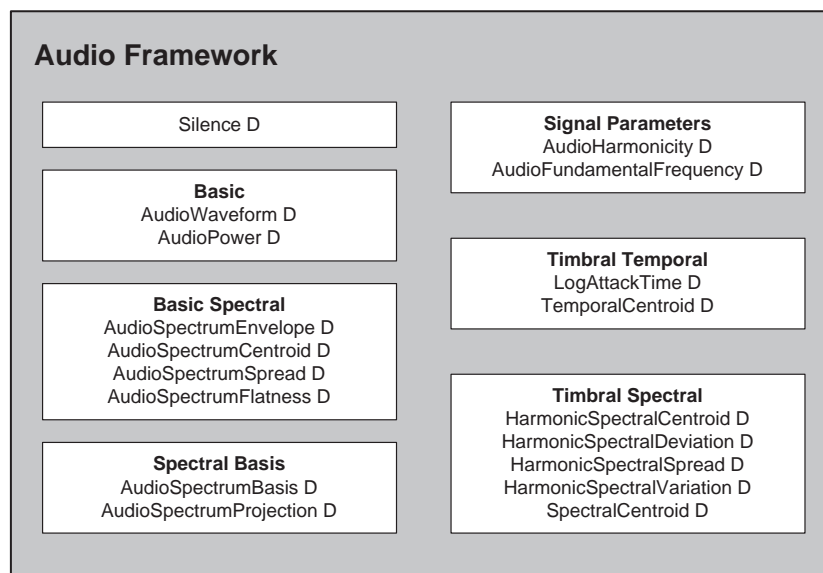 Audio Framework
Silence D
Basic
AudioWaveform D
AudioPower D
Basic Spectral
AudioSpectrumEnvelope D
AudioSpectrumCentroid D
AudioSpectrumSpread D
AudioSpectrumFlatness D
Spectral Basis
AudioSpectrumBasis D
AudioSpectrumProjection D
Signal Parameters
AudioHarmonicity D
AudioFundamentalFrequency D
Timbral Temporal
LogAttackTime D
TemporalCentroid D
Timbral Spectral
HarmonicSpectralCentroid D
HarmonicSpectralDeviation D
HarmonicSpectralSpread D
HarmonicSpectralVariation D
SpectralCentroid D